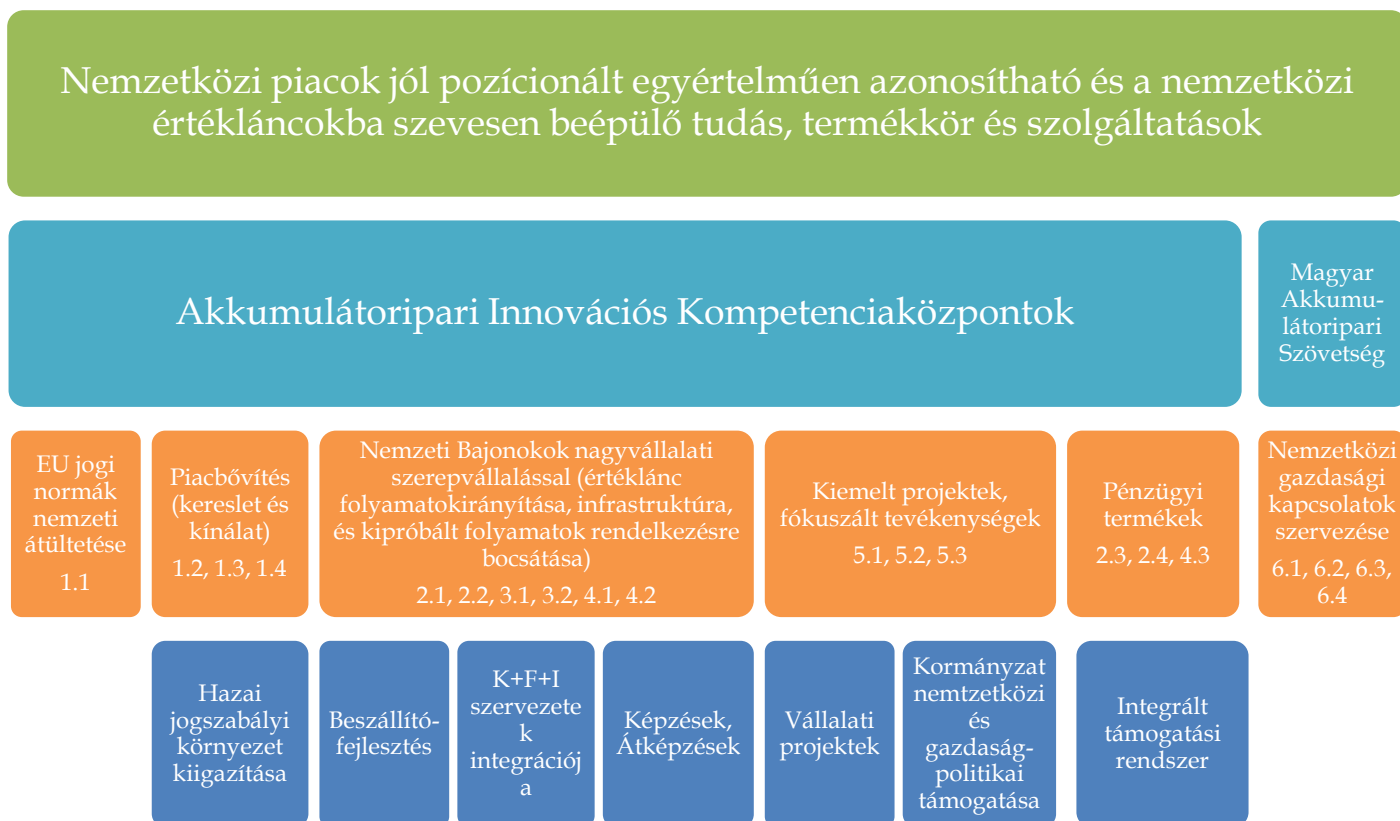 Nemzetközi piacok jól pozícionált egyértelműen azonosítható és a nemzetközi
értékláncokba szevesen beépülő tudás, termékkör és szolgáltatások
Akkumulátoripari Innovációs Kompetenciaközpontok
Magyar
Akkumu-
látoripari
Szövetség
EU jogi
normák
nemzeti
átültetése
1.1
Piacbővítés
(kereslet és
kínálat)
1.2, 1.3, 1.4
Nemzeti Bajonokok nagyvállalati
szerepvállalással (értéklánc
folyamatokirányítása, infrastruktúra,
és kipróbált folyamatok rendelkezésre
bocsátása)
2.1, 2.2, 3.1, 3.2, 4.1, 4.2
Kiemelt projektek,
fókuszált tevékenységek
5.1, 5.2, 5.3
Pénzügyi
termékek
2.3, 2.4, 4.3
Nemzetközi
gazdasági
kapcsolatok
szervezése
6.1, 6.2, 6.3,
6.4
Hazai
jogszabályi
környezet
kiigazítása
Beszállító-
fejlesztés
K+F+I
szervezete
k
integrációj
a
Képzések,
Átképzések
Vállalati
projektek
Kormányzat
nemtzetközi
és
gazdaság-
politikai
támogatása
Integrált
támogatási
rendszer